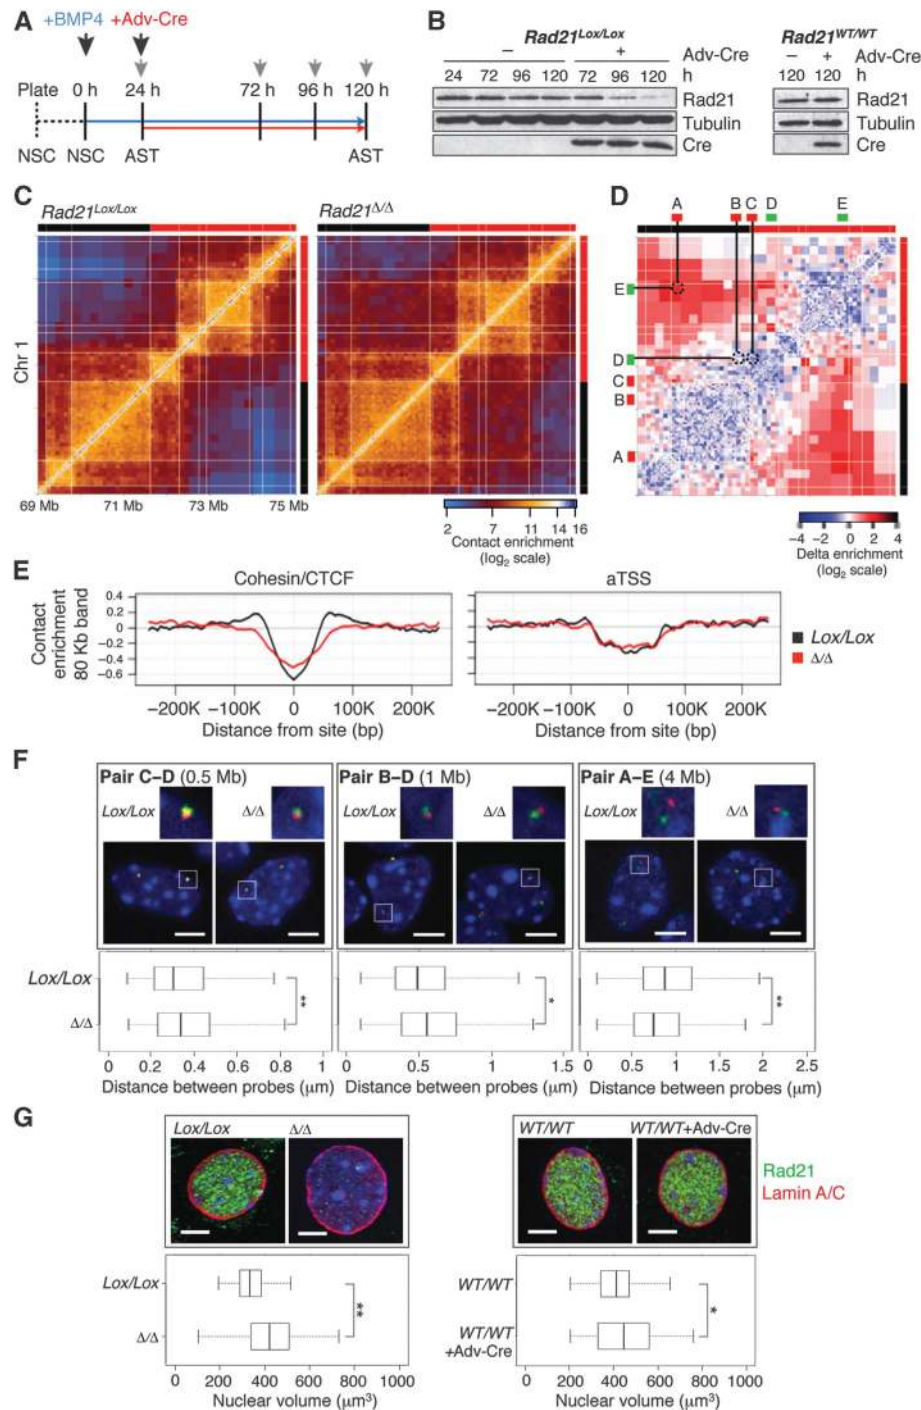 A
+BMP4 +Adv-Cre
Plate 0 h 24 h 72 h 96 h 120 h
NSC NSC AST AST
B
Rad21Lox/Lox
– + Adv-Cre
24 72 96 120 72 96 120 h
Rad21
Tubulin
Cre
Rad21WT/WT
– + Adv-Cre
120 120 h
Rad21
Tubulin
Cre
C
Rad21Lox/Lox Rad21Δ/Δ
Chr 1
69 Mb 71 Mb 73 Mb 75 Mb
2 7 11 14 16
Contact enrichment
(log2 scale)
D
A B C D E
E
D
C
B
A
−4 −2 0 2 4
Delta enrichment
(log2 scale)
E
Cohesin/CTCF aTSS
Contact
enrichment
80 Kb band
0.4
0.2
0
−0.2
−0.4
−0.6
Lox/Lox
Δ/Δ
−200K −100K 0 100K 200K
Distance from site (bp)
−200K −100K 0 100K 200K
Distance from site (bp)
F
Pair C–D (0.5 Mb) Pair B–D (1 Mb) Pair A–E (4 Mb)
Lox/Lox Δ/Δ Lox/Lox Δ/Δ Lox/Lox Δ/Δ
Lox/Lox
Δ/Δ
** * **
0 0.2 0.4 0.6 0.8 1
Distance between probes (μm)
0 0.5 1 1.5
Distance between probes (μm)
0 0.5 1 1.5 2.0 2.5
Distance between probes (μm)
G
Lox/Lox Δ/Δ
WT/WT WT/WT+Adv-Cre
Rad21
Lamin A/C
Lox/Lox
Δ/Δ
**
0 200 400 600 800 1000
Nuclear volume (μm3)
WT/WT
WT/WT
+Adv-Cre
*
0 200 400 600 800 1000
Nuclear volume (μm3)